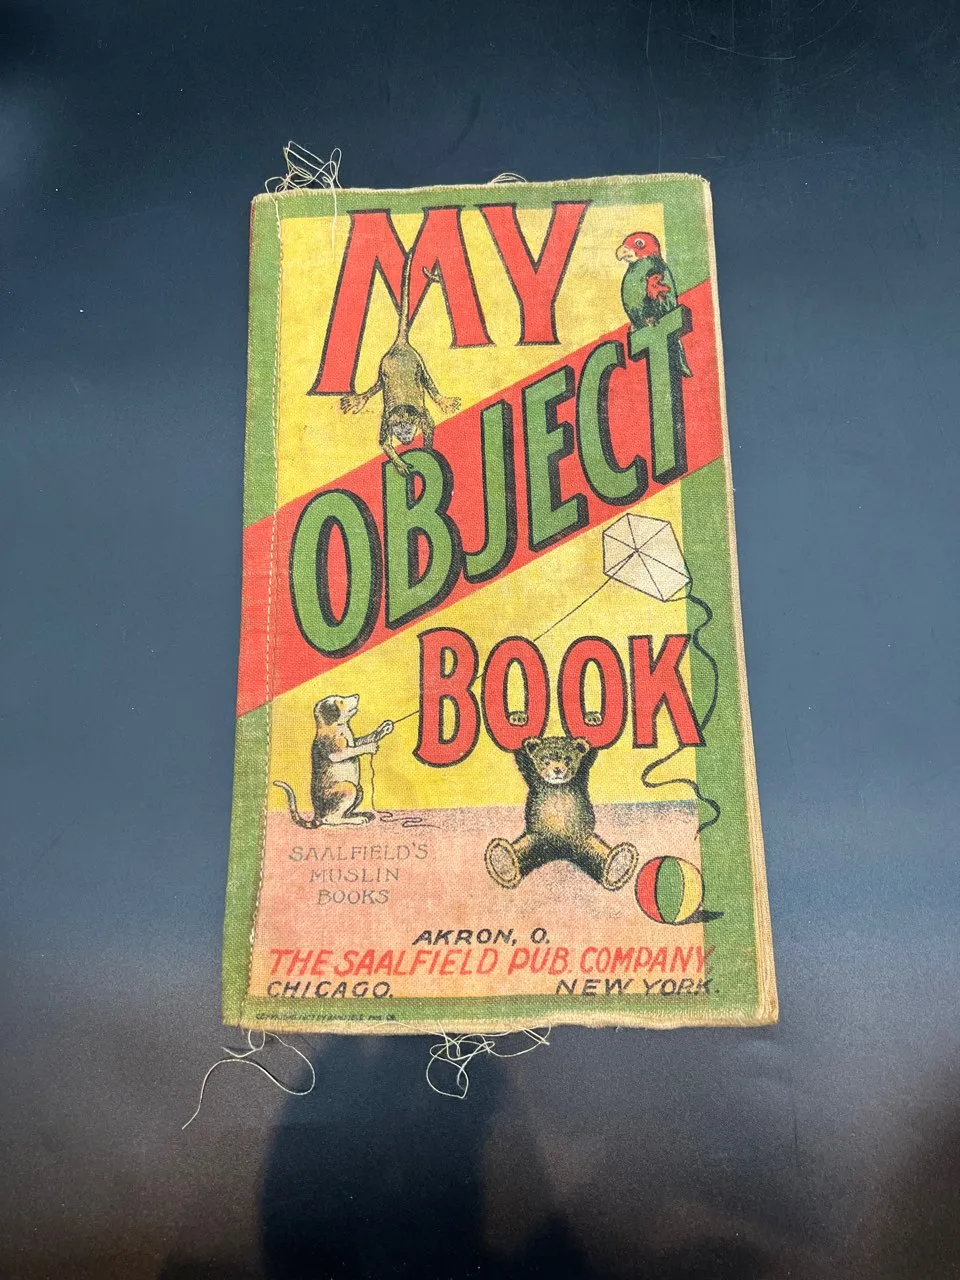 MY
OBJECT
BOOK
SAALFIELD'S
MUSLIN
BOOKS
AKRON, O.
THE SAALFIELD PUB. COMPANY
CHICAGO. NEW YORK.